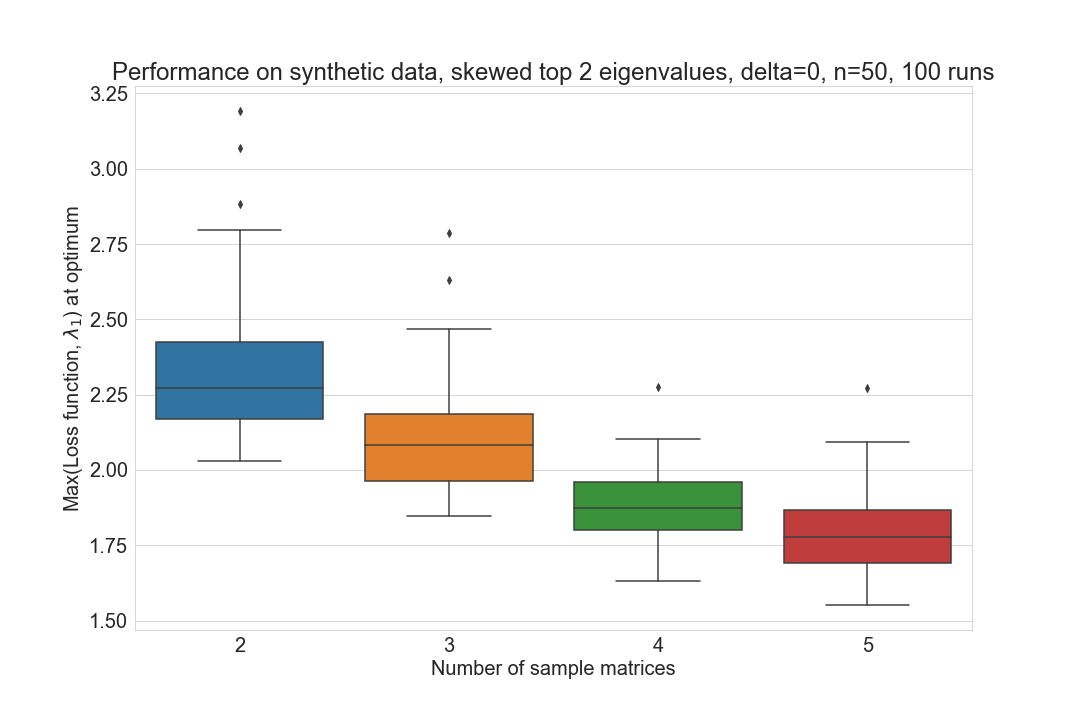 Performance on synthetic data, skewed top 2 eigenvalues, delta=0, n=50, 100 runs
Max(Loss function, λ₁) at optimum
3.25
3.00
2.75
2.50
2.25
2.00
1.75
1.50
2 3 4 5
Number of sample matrices